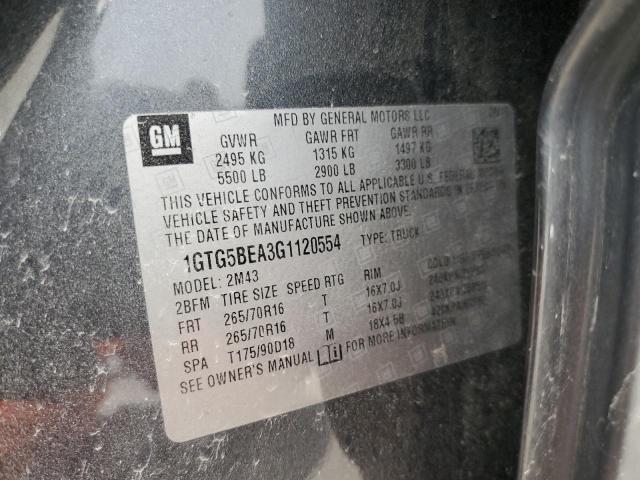 GM
MFD BY GENERAL MOTORS LLC
GVWR GAWR FRT GAWR RR
2495 KG 1315 KG 1497 KG
5500 LB 2900 LB 3300 LB
THIS VEHICLE CONFORMS TO ALL APPLICABLE U.S. FEDERAL MOTOR
VEHICLE SAFETY AND THEFT PREVENTION STANDARDS IN EFFECT ON
THE DATE OF MANUFACTURE SHOWN ABOVE.
1GTG5BEA3G1120554 TYPE: TRUCK
MODEL: 2M43
2BFM TIRE SIZE SPEED RTG RIM COLD
FRT 265/70R16 T 16X7.0J
RR 265/70R16 T 16X7.0J
SPA T175/90D18 M 18X4.5B
SEE OWNER'S MANUAL FOR MORE INFORMATION.